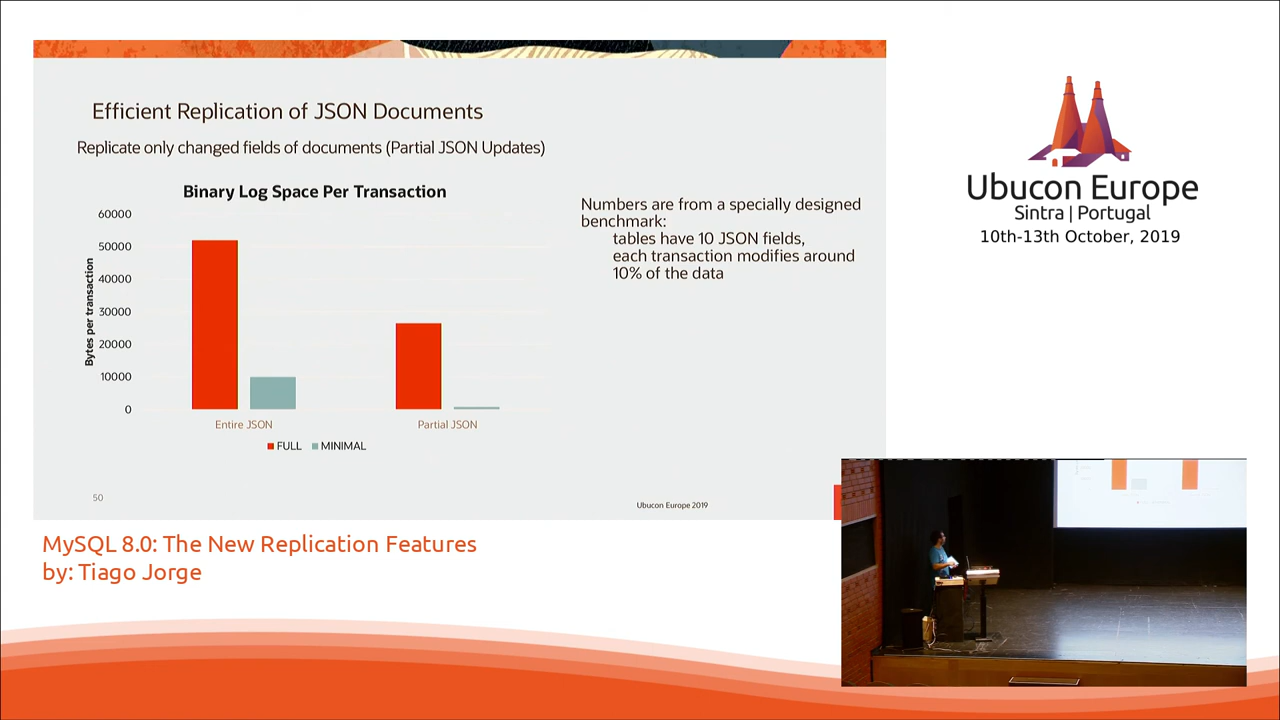 Efficient Replication of JSON Documents
Replicate only changed fields of documents (Partial JSON Updates)
Binary Log Space Per Transaction
Bytes per transaction
60000
50000
40000
30000
20000
10000
0
Entire JSON
Partial JSON
FULL MINIMAL
Numbers are from a specially designed
benchmark:
tables have 10 JSON fields,
each transaction modifies around
10% of the data
50
Ubucon Europe 2019
Ubucon Europe
Sintra | Portugal
10th-13th October, 2019
MySQL 8.0: The New Replication Features
by: Tiago Jorge